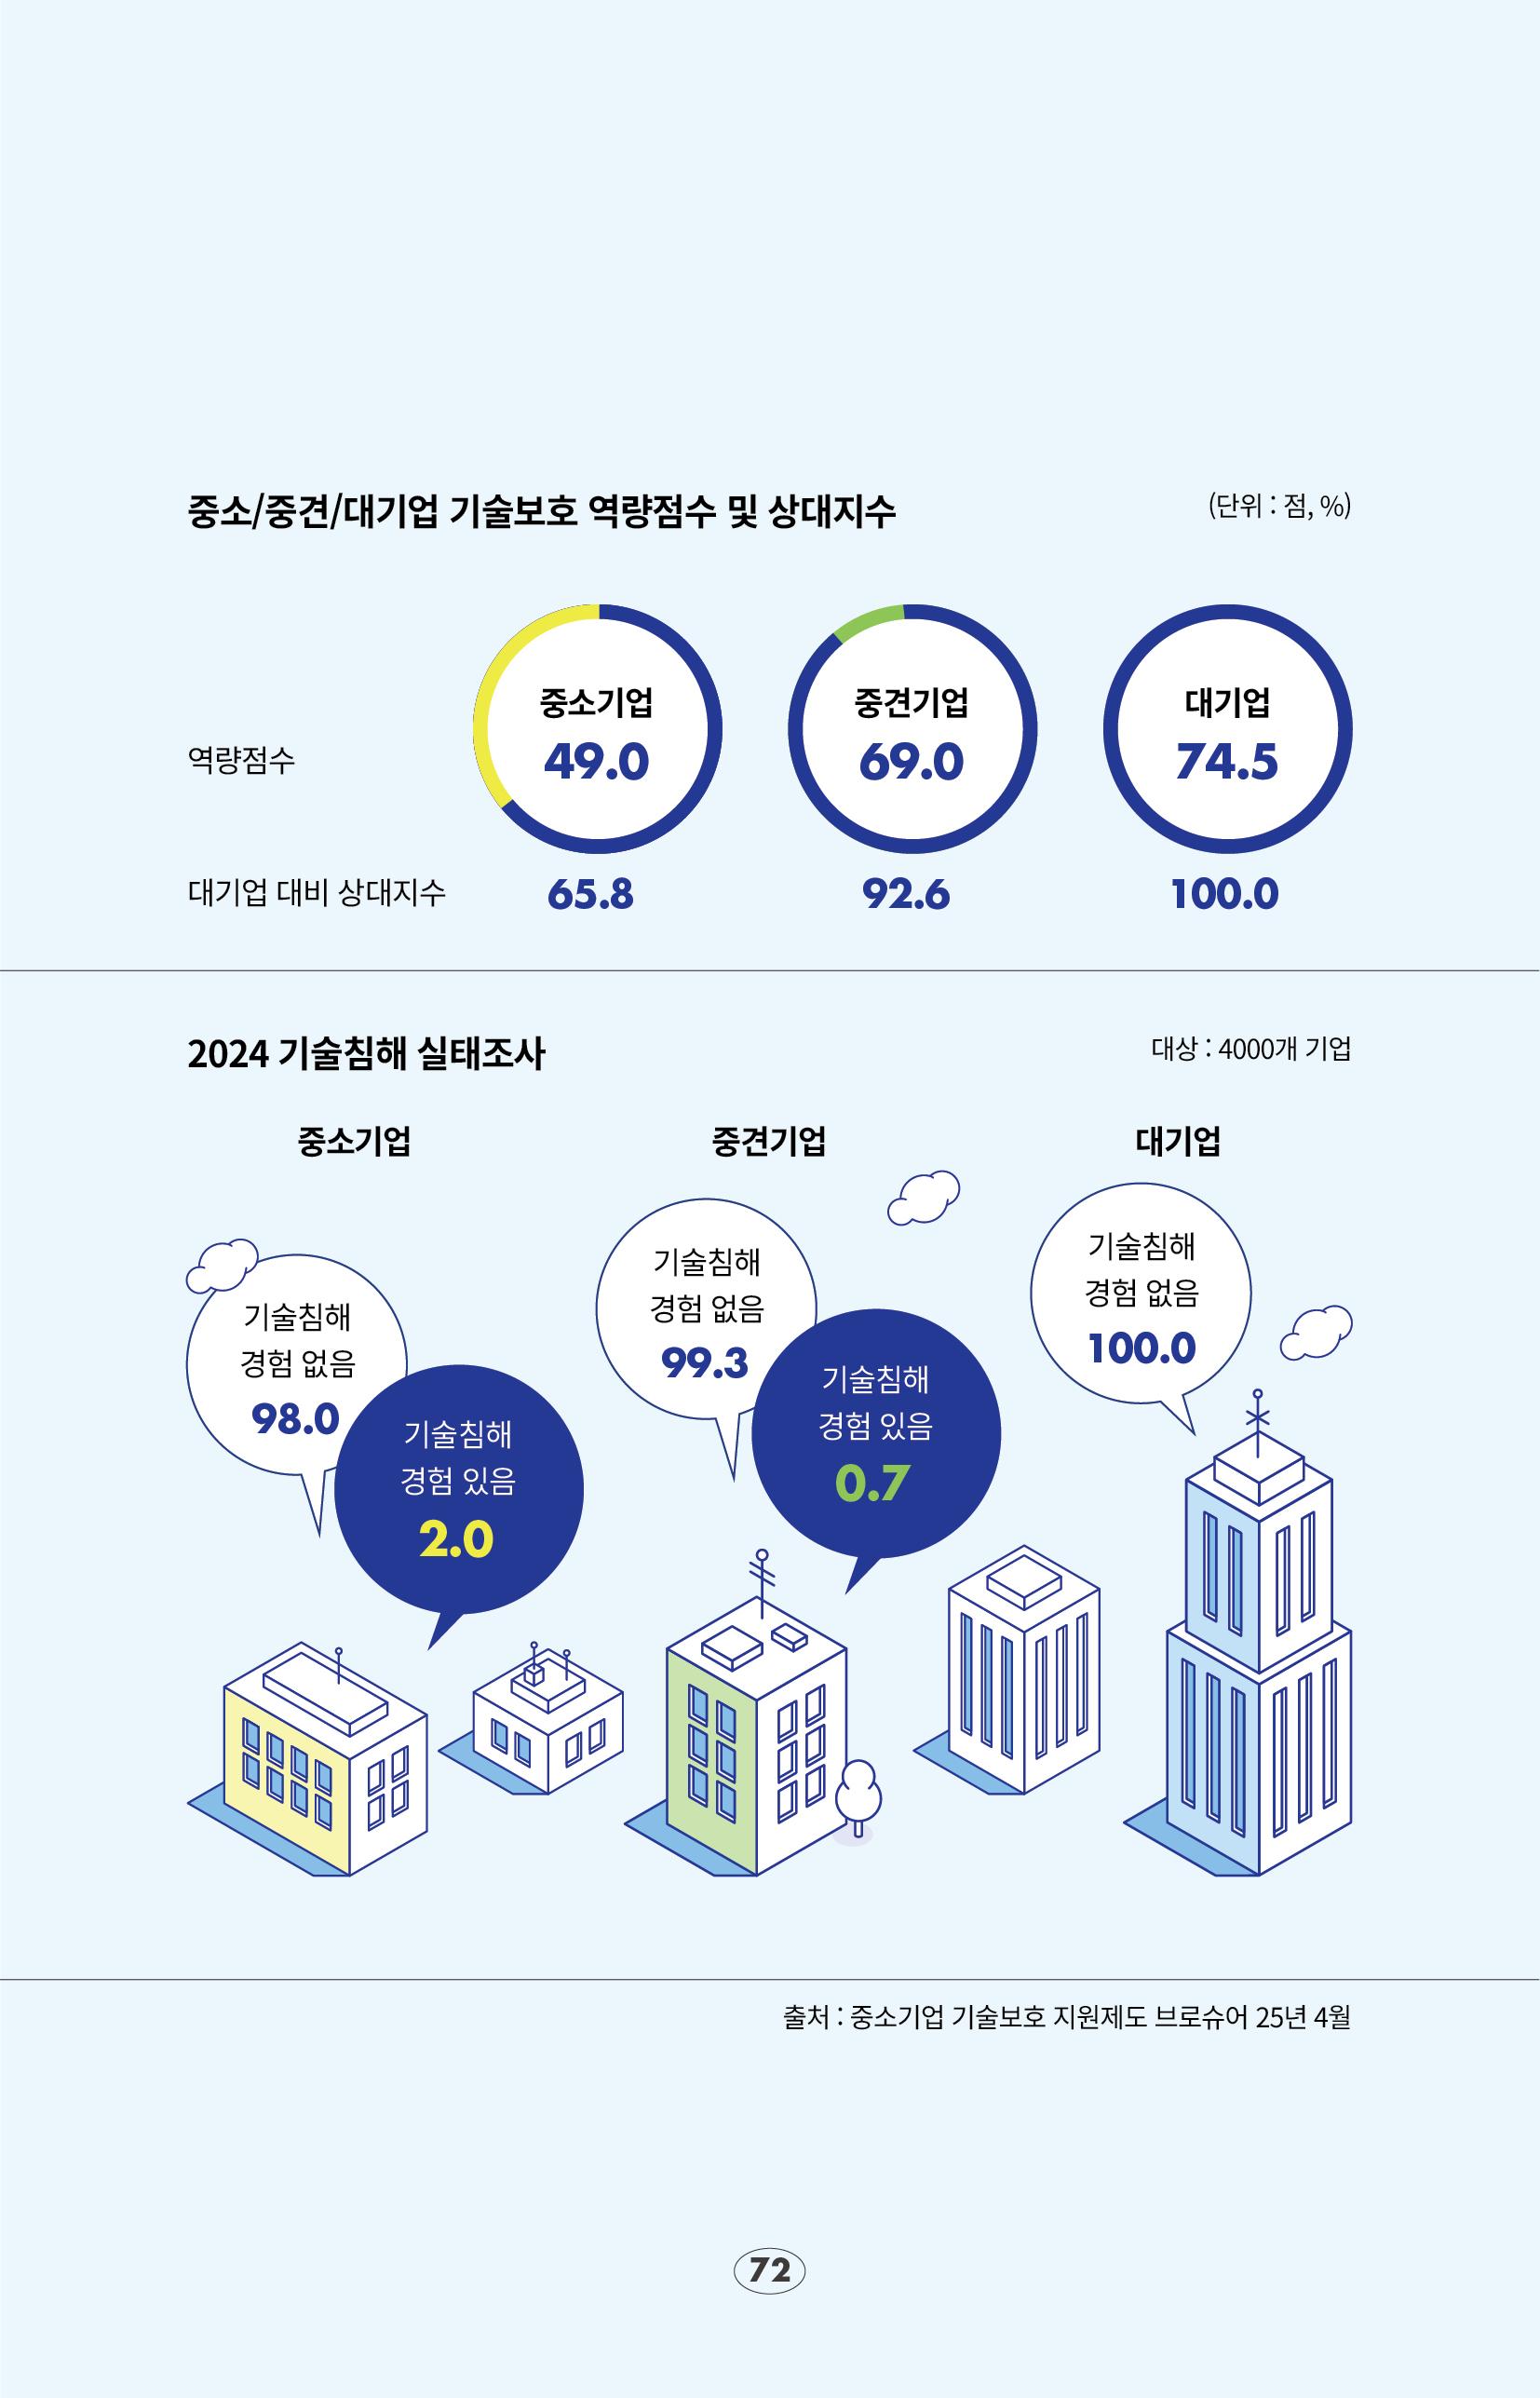 중소/중견/대기업 기술보호 역량점수 및 상대지수
(단위 : 점, %)
중소기업
중견기업
대기업
역량점수
49.0
69.0
74.5
대기업 대비 상대지수
65.8
92.6
100.0
2024 기술침해 실태조사
대상 : 4000개 기업
중소기업
중견기업
대기업
기술침해
경험 없음
98.0
기술침해
경험 있음
2.0
기술침해
경험 없음
99.3
기술침해
경험 있음
0.7
기술침해
경험 없음
100.0
출처 : 중소기업 기술보호 지원제도 브로슈어 25년 4월
72